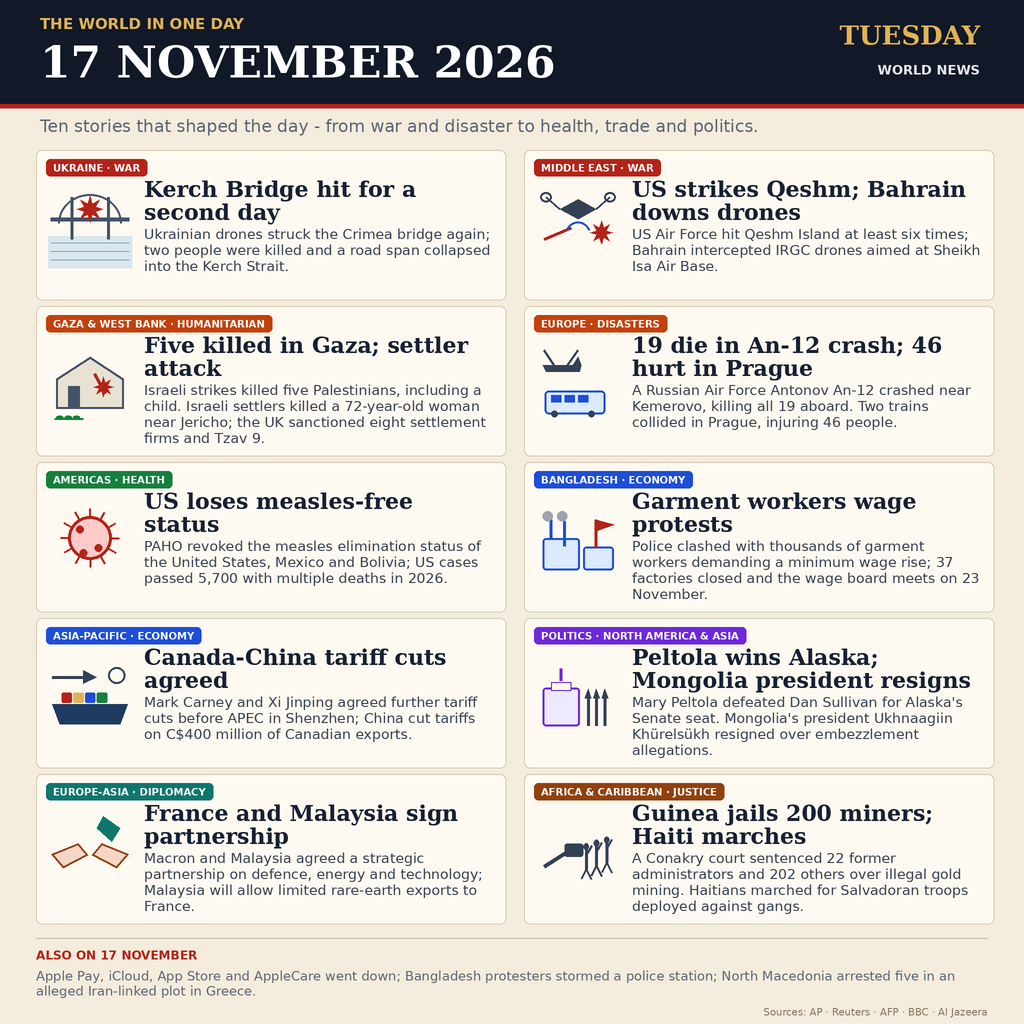 THE WORLD IN ONE DAY
17 NOVEMBER 2026
TUESDAY
WORLD NEWS
Ten stories that shaped the day - from war and disaster to health, trade and politics.
UKRAINE · WAR
Kerch Bridge hit for a
second day
Ukrainian drones struck the Crimea bridge again;
two people were killed and a road span collapsed
into the Kerch Strait.
MIDDLE EAST · WAR
US strikes Qeshm; Bahrain
downs drones
US Air Force hit Qeshm Island at least six times;
Bahrain intercepted IRGC drones aimed at Sheikh
Isa Air Base.
GAZA & WEST BANK · HUMANITARIAN
Five killed in Gaza; settler
attack
Israeli strikes killed five Palestinians, including a
child. Israeli settlers killed a 72-year-old woman
near Jericho; the UK sanctioned eight settlement
firms and Tzav 9.
EUROPE · DISASTERS
19 die in An-12 crash; 46
hurt in Prague
A Russian Air Force Antonov An-12 crashed near
Kemerovo, killing all 19 aboard. Two trains
collided in Prague, injuring 46 people.
AMERICAS · HEALTH
US loses measles-free
status
PAHO revoked the measles elimination status of
the United States, Mexico and Bolivia; US cases
passed 5,700 with multiple deaths in 2026.
BANGLADESH · ECONOMY
Garment workers wage
protests
Police clashed with thousands of garment
workers demanding a minimum wage rise; 37
factories closed and the wage board meets on 23
November.
ASIA-PACIFIC · ECONOMY
Canada-China tariff cuts
agreed
Mark Carney and Xi Jinping agreed further tariff
cuts before APEC in Shenzhen; China cut tariffs
on C$400 million of Canadian exports.
POLITICS · NORTH AMERICA & ASIA
Peltola wins Alaska;
Mongolia president resigns
Mary Peltola defeated Dan Sullivan for Alaska's
Senate seat. Mongolia's president Ukhnaagiin
Khürelsükh resigned over embezzlement
allegations.
EUROPE-ASIA · DIPLOMACY
France and Malaysia sign
partnership
Macron and Malaysia agreed a strategic
partnership on defence, energy and technology;
Malaysia will allow limited rare-earth exports to
France.
AFRICA & CARIBBEAN · JUSTICE
Guinea jails 200 miners;
Haiti marches
A Conakry court sentenced 22 former
administrators and 202 others over illegal gold
mining. Haitians marched for Salvadoran troops
deployed against gangs.
ALSO ON 17 NOVEMBER
Apple Pay, iCloud, App Store and AppleCare went down; Bangladesh protesters stormed a police station; North Macedonia arrested five in an
alleged Iran-linked plot in Greece.
Sources: AP · Reuters · AFP · BBC · Al Jazeera